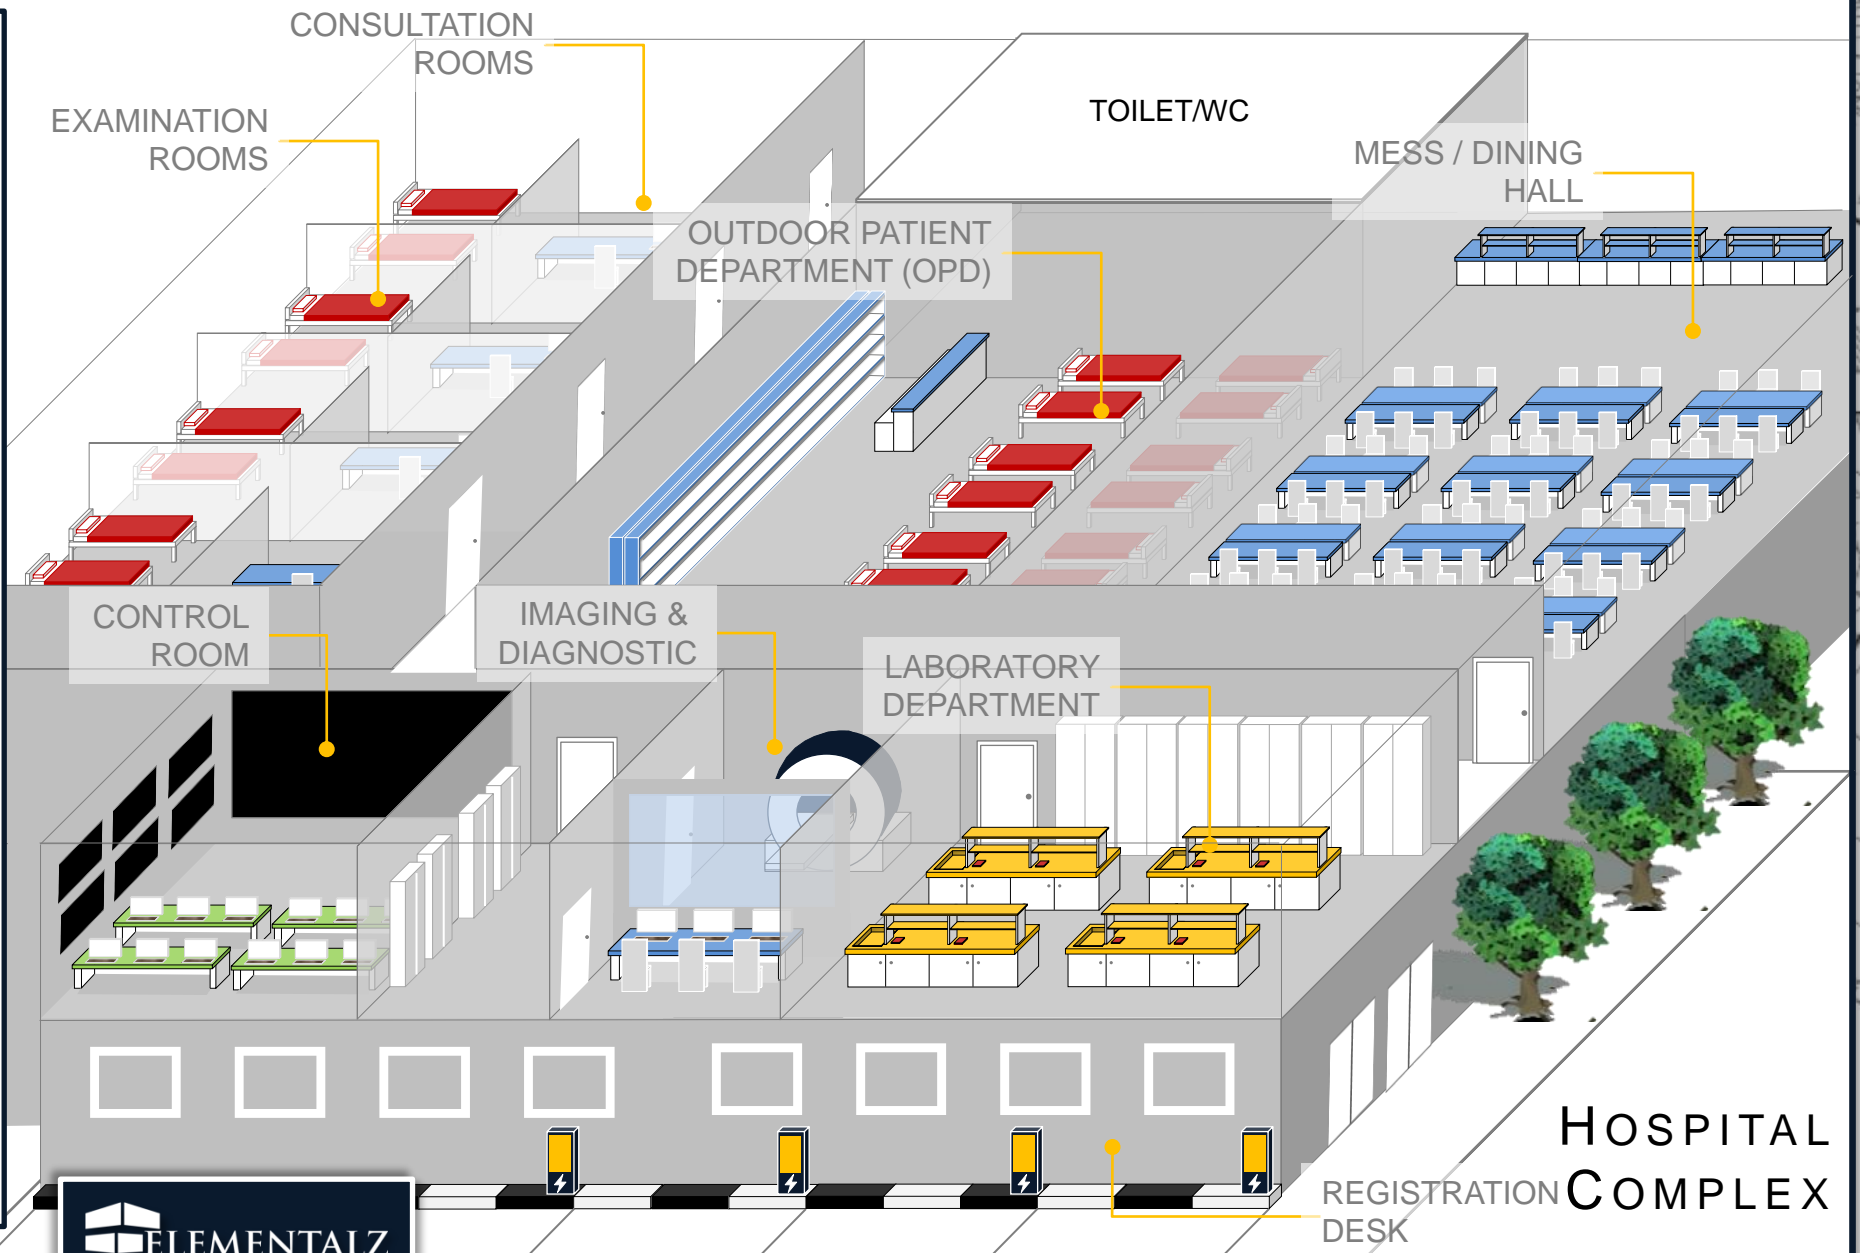 CONSULTATION
ROOMS
EXAMINATION
ROOMS
TOILET/WC
MESS / DINING
HALL
OUTDOOR PATIENT
DEPARTMENT (OPD)
CONTROL
ROOM
IMAGING &
DIAGNOSTIC
LABORATORY
DEPARTMENT
HOSPITAL
COMPLEX
REGISTRATION
DESK
ELEMENTALZ